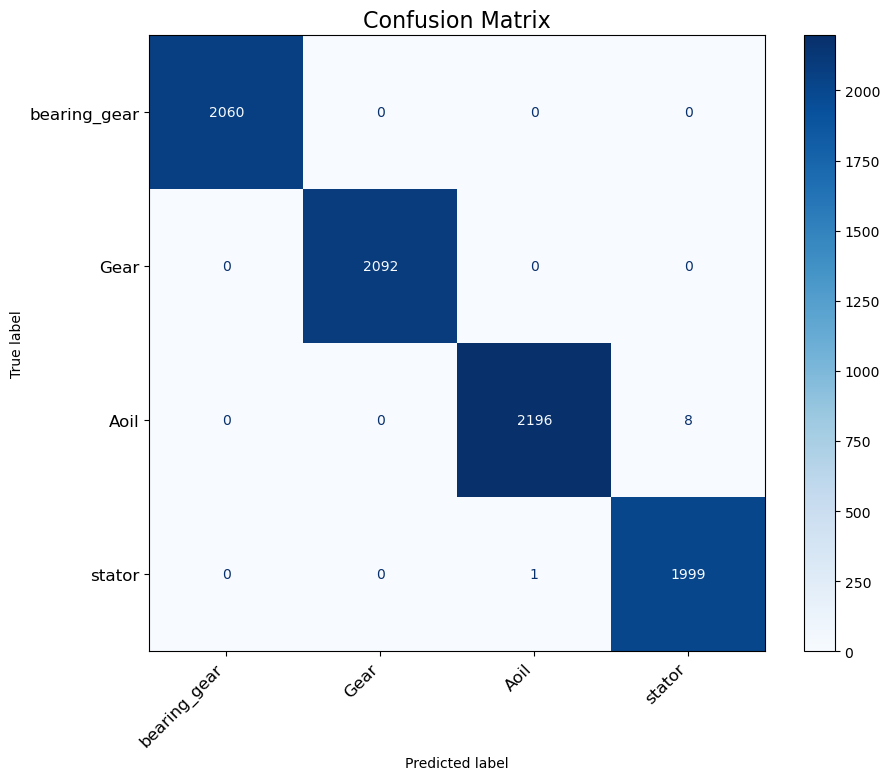 Confusion Matrix
bearing_gear 2060 0 0 0
Gear 0 2092 0 0
Aoil 0 0 2196 8
stator 0 0 1 1999
True label
bearing_gear Gear Aoil stator
Predicted label
2000
1750
1500
1250
1000
750
500
250
0